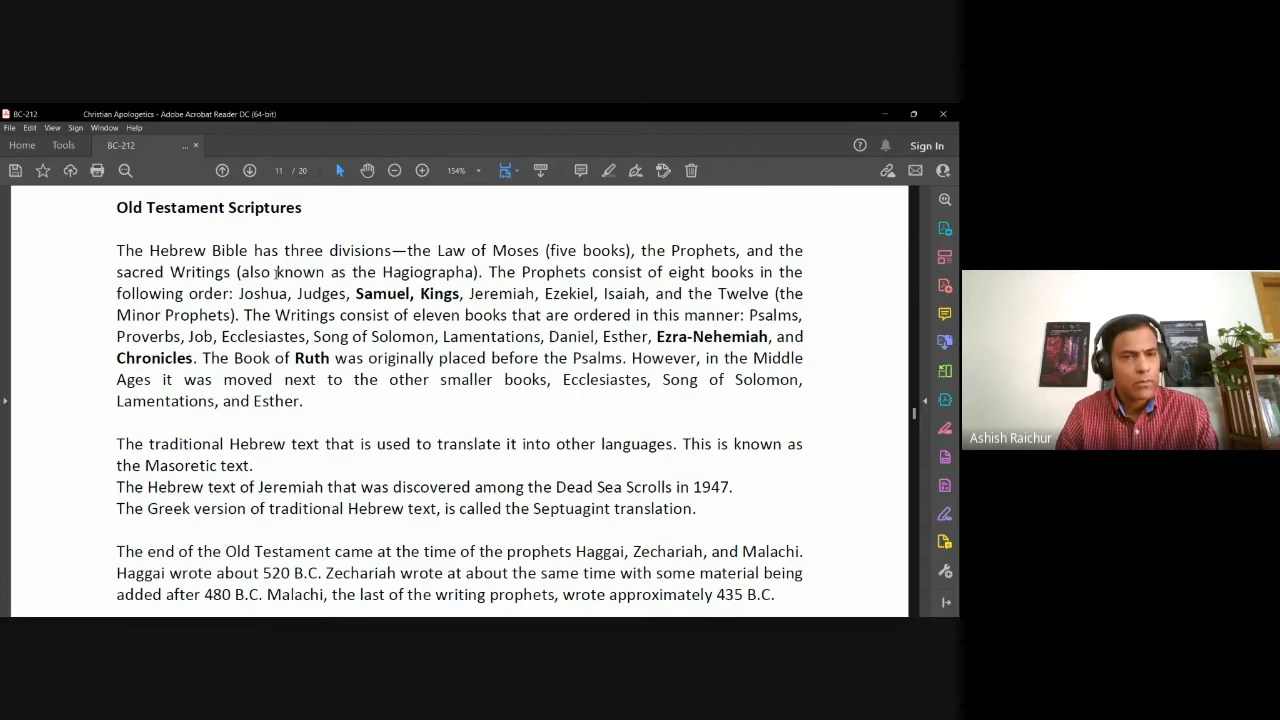 BC-212 Christian Apologetics - Adobe Acrobat Reader DC (64-bit)
File Edit View Sign Window Help
Home Tools BC-212 ... × Sign In
11 / 20 154%
Old Testament Scriptures
The Hebrew Bible has three divisions—the Law of Moses (five books), the Prophets, and the
sacred Writings (also known as the Hagiographa). The Prophets consist of eight books in the
following order: Joshua, Judges, Samuel, Kings, Jeremiah, Ezekiel, Isaiah, and the Twelve (the
Minor Prophets). The Writings consist of eleven books that are ordered in this manner: Psalms,
Proverbs, Job, Ecclesiastes, Song of Solomon, Lamentations, Daniel, Esther, Ezra-Nehemiah, and
Chronicles. The Book of Ruth was originally placed before the Psalms. However, in the Middle
Ages it was moved next to the other smaller books, Ecclesiastes, Song of Solomon,
Lamentations, and Esther.
The traditional Hebrew text that is used to translate it into other languages. This is known as
the Masoretic text.
The Hebrew text of Jeremiah that was discovered among the Dead Sea Scrolls in 1947.
The Greek version of traditional Hebrew text, is called the Septuagint translation.
The end of the Old Testament came at the time of the prophets Haggai, Zechariah, and Malachi.
Haggai wrote about 520 B.C. Zechariah wrote at about the same time with some material being
added after 480 B.C. Malachi, the last of the writing prophets, wrote approximately 435 B.C.
Ashish Raichur